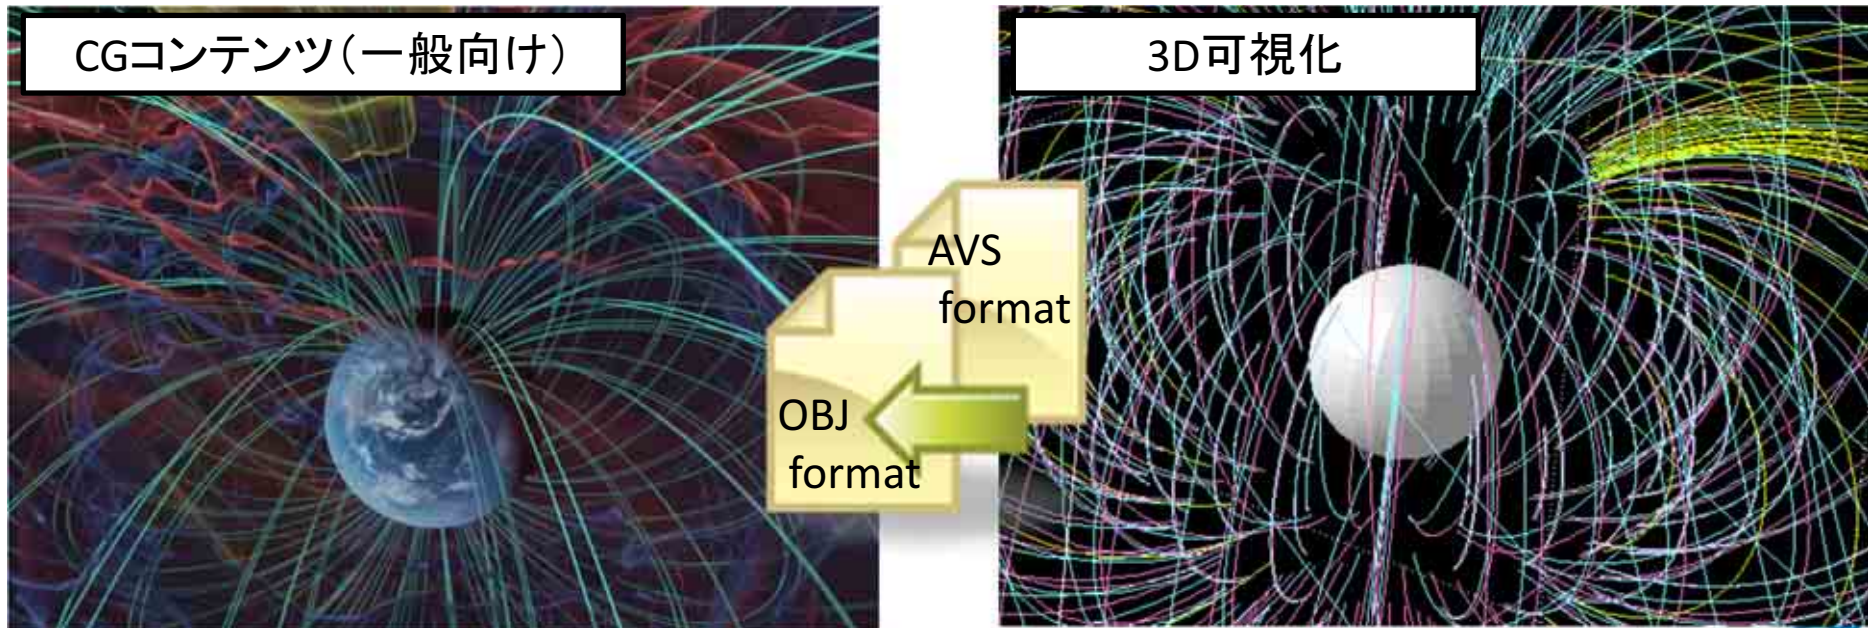 CGコンテンツ（一般向け）
3D可視化
AVS
format
OBJ
format